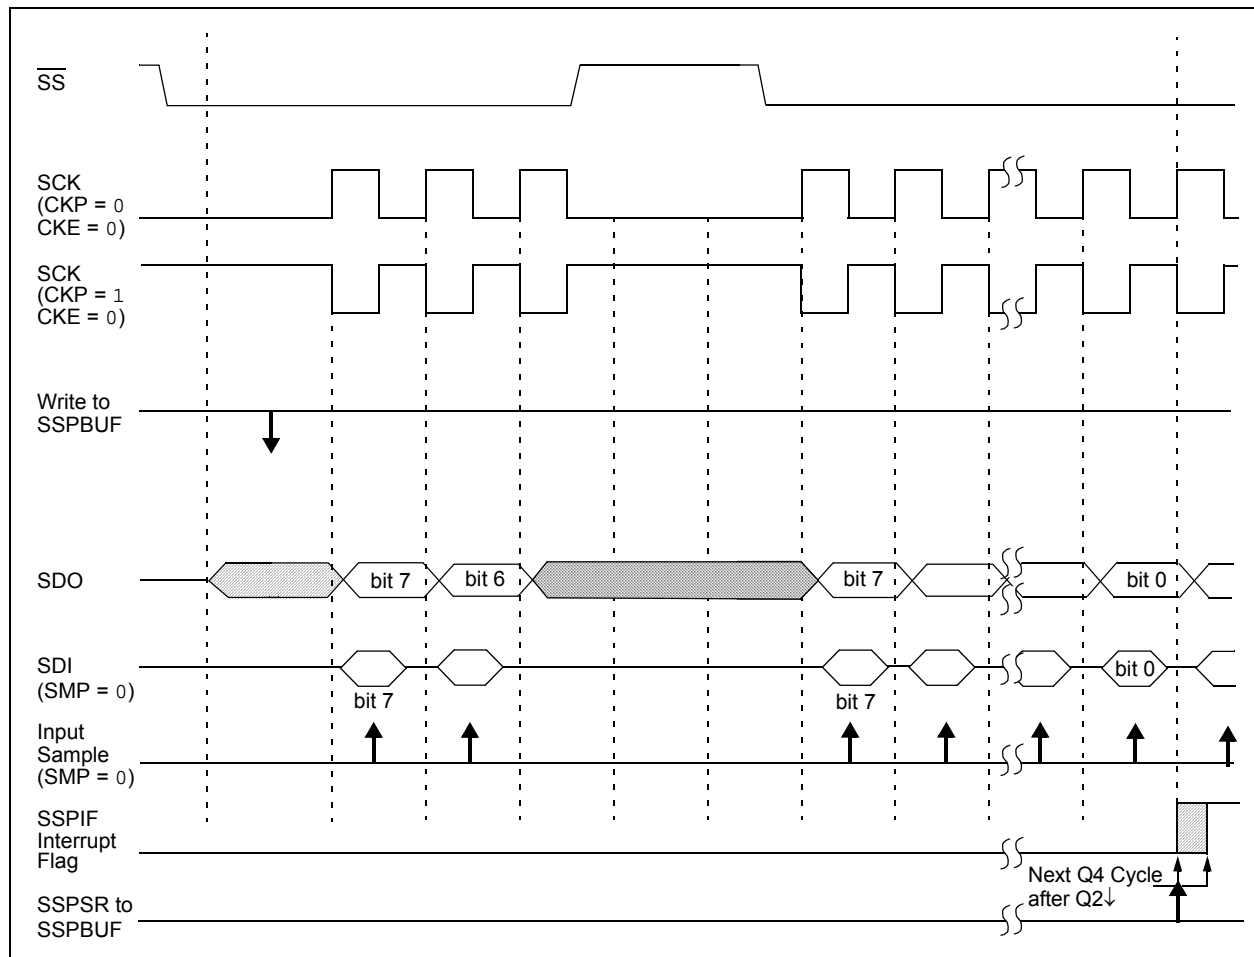 SS
SCK
(CKP = 0
CKE = 0)
SCK
(CKP = 1
CKE = 0)
Write to
SSPBUF
SDO
bit 7
bit 6
bit 7
bit 0
SDI
(SMP = 0)
bit 7
bit 7
bit 0
Input
Sample
(SMP = 0)
SSPIF
Interrupt
Flag
Next Q4 Cycle
after Q2↓
SSPSR to
SSPBUF